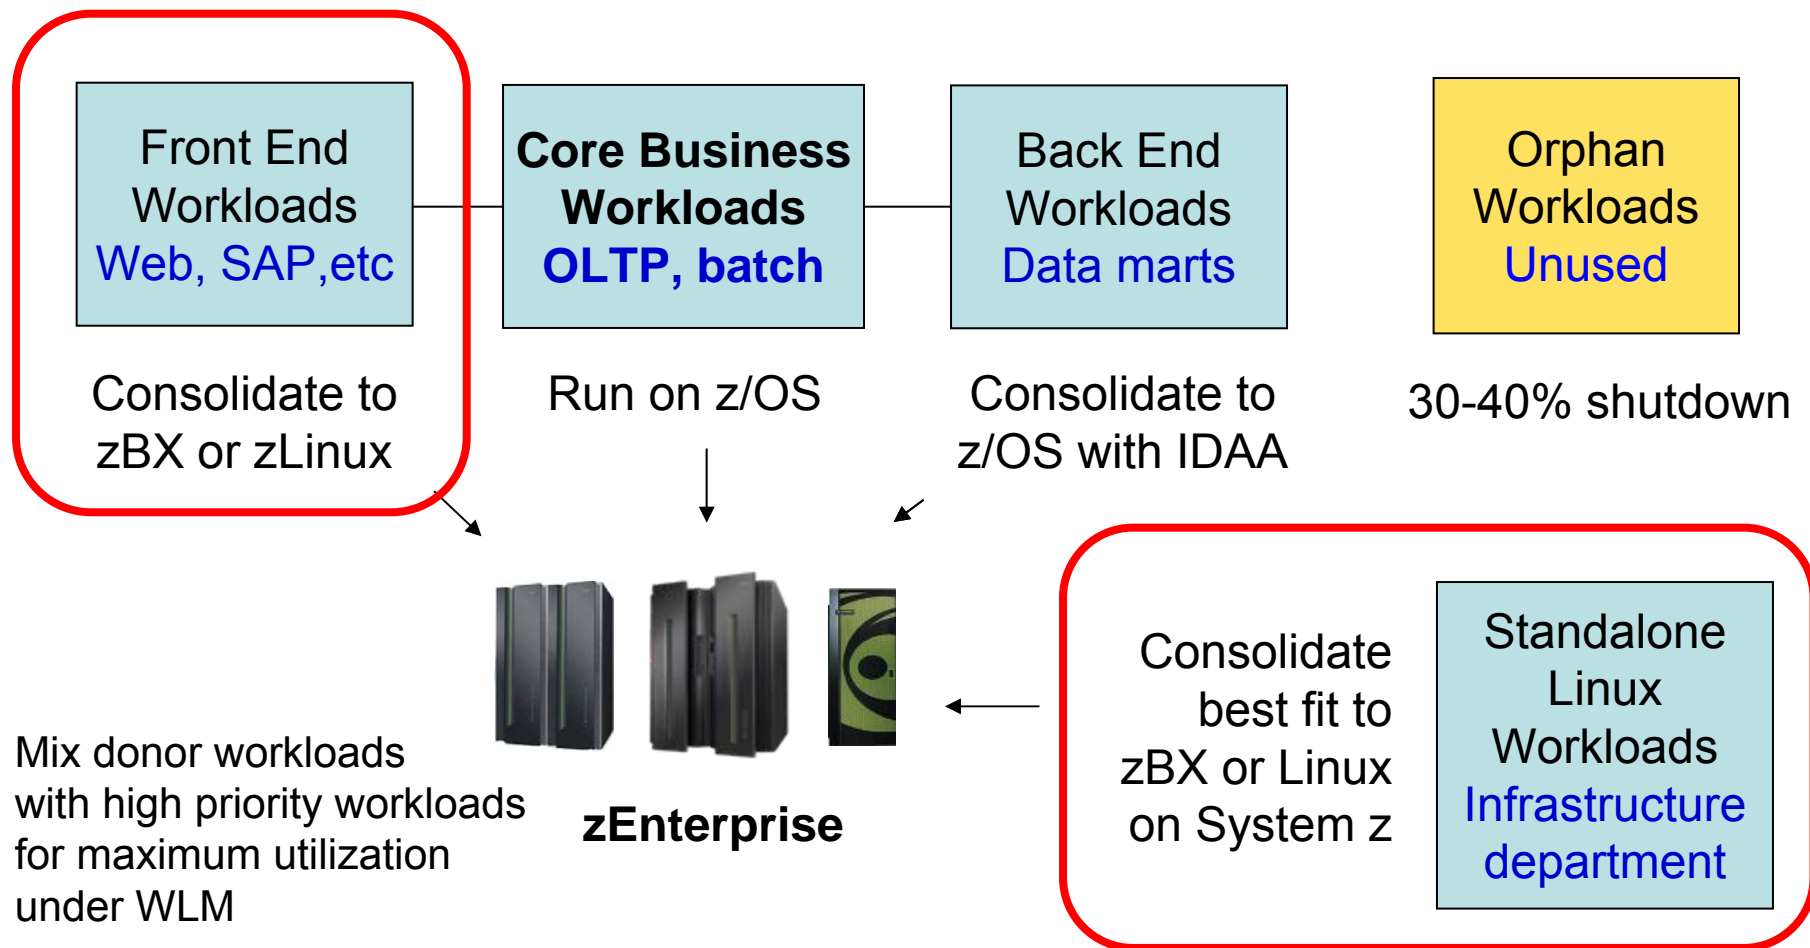 Front End
Workloads
Web, SAP,etc
Core Business
Workloads
OLTP, batch
Back End
Workloads
Data marts
Orphan
Workloads
Unused
Consolidate to
zBX or zLinux
Run on z/OS
Consolidate to
z/OS with IDAA
30-40% shutdown
Mix donor workloads
with high priority workloads
for maximum utilization
under WLM
zEnterprise
Consolidate
best fit to
zBX or Linux
on System z
Standalone
Linux
Workloads
Infrastructure
department